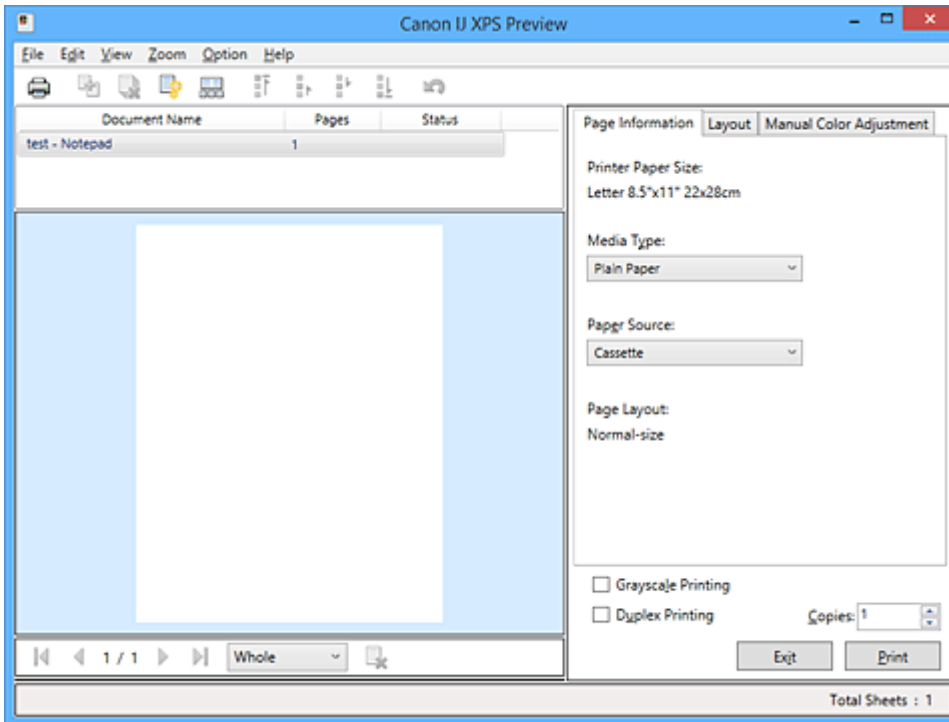 Canon IJ XPS Preview
File Edit View Zoom Option Help
Document Name Pages Status
test - Notepad 1
Page Information Layout Manual Color Adjustment
Printer Paper Size:
Letter 8.5"x11" 22x28cm
Media Type:
Plain Paper
Paper Source:
Cassette
Page Layout:
Normal-size
Grayscale Printing
Duplex Printing
Copies: 1
1 / 1 Whole
Exit Print
Total Sheets : 1